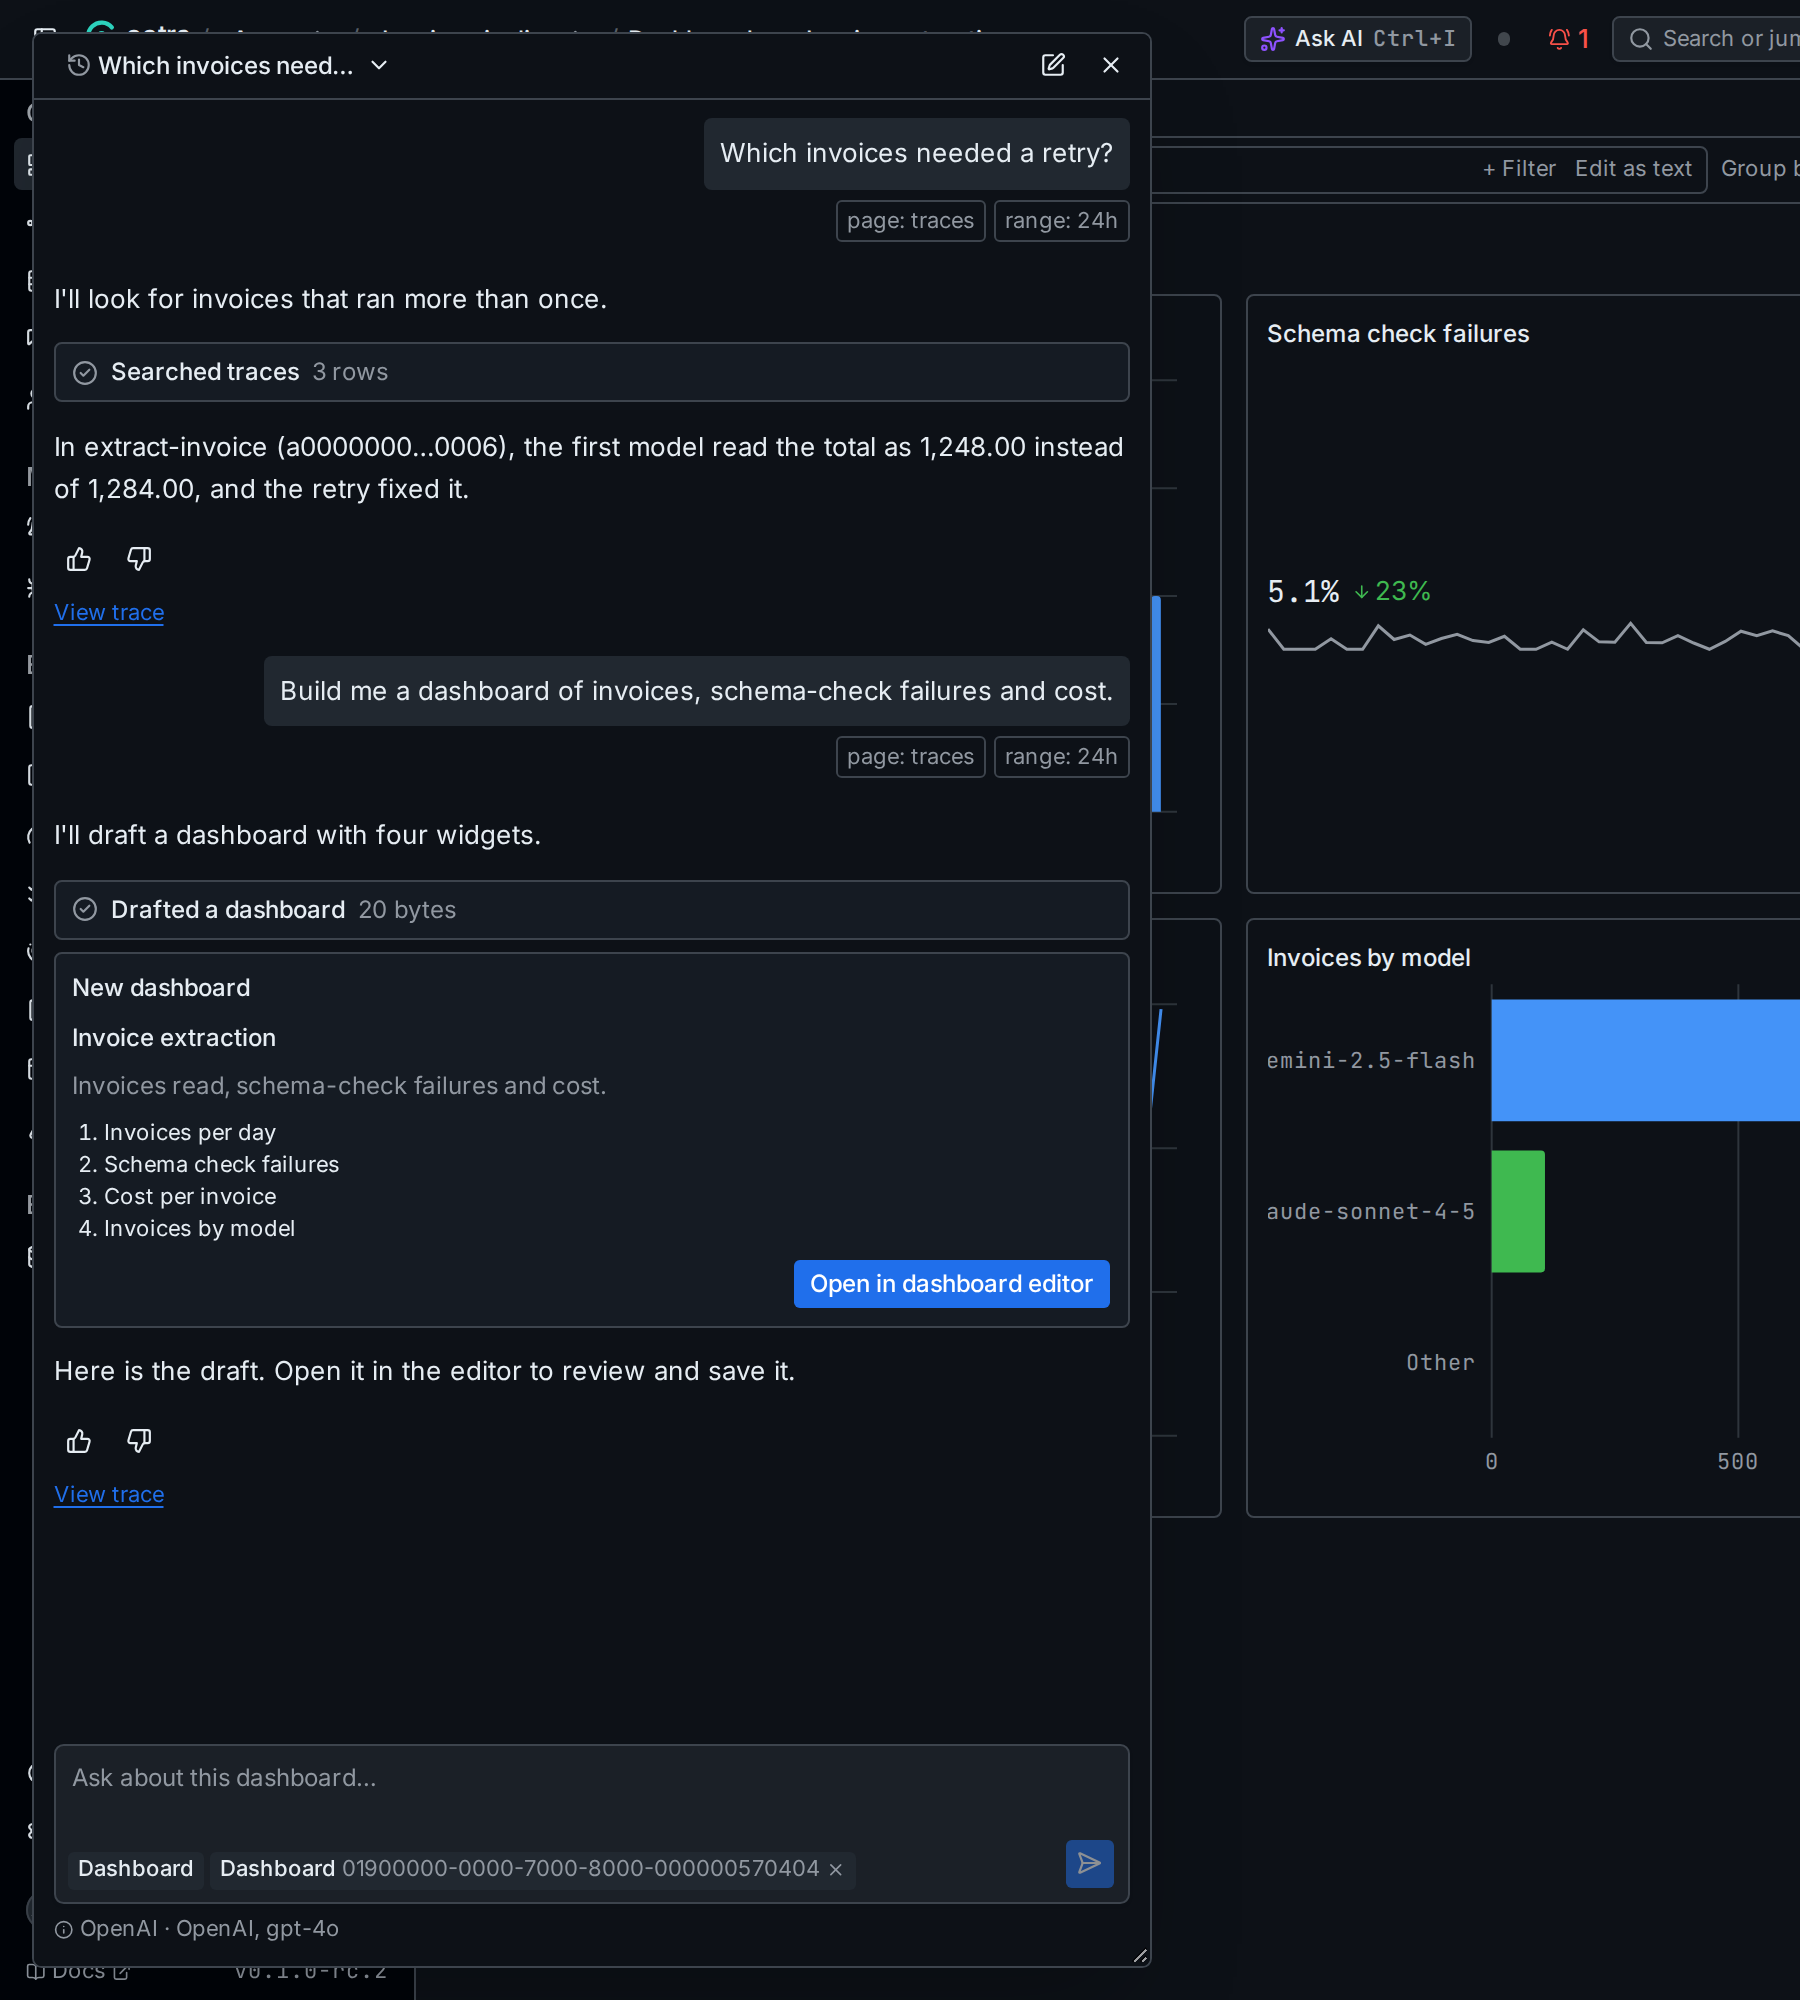 Ask AI Ctrl+I
1
Search or jum
Which invoices need...
Which invoices needed a retry?
page: traces range: 24h
+ Filter Edit as text Group b
I'll look for invoices that ran more than once.
Searched traces 3 rows
In extract-invoice (a0000000...0006), the first model read the total as 1,248.00 instead
of 1,284.00, and the retry fixed it.
View trace
Build me a dashboard of invoices, schema-check failures and cost.
page: traces range: 24h
I'll draft a dashboard with four widgets.
Drafted a dashboard 20 bytes
New dashboard
Invoice extraction
Invoices read, schema-check failures and cost.
1. Invoices per day
2. Schema check failures
3. Cost per invoice
4. Invoices by model
Open in dashboard editor
Here is the draft. Open it in the editor to review and save it.
View trace
Ask about this dashboard...
Dashboard Dashboard 01900000-0000-7000-8000-000000570404
OpenAI · OpenAI, gpt-4o
Docs v0.1.0-rc.2
Schema check failures
5.1% ↓ 23%
Invoices by model
emini-2.5-flash
aude-sonnet-4-5
Other
0 500